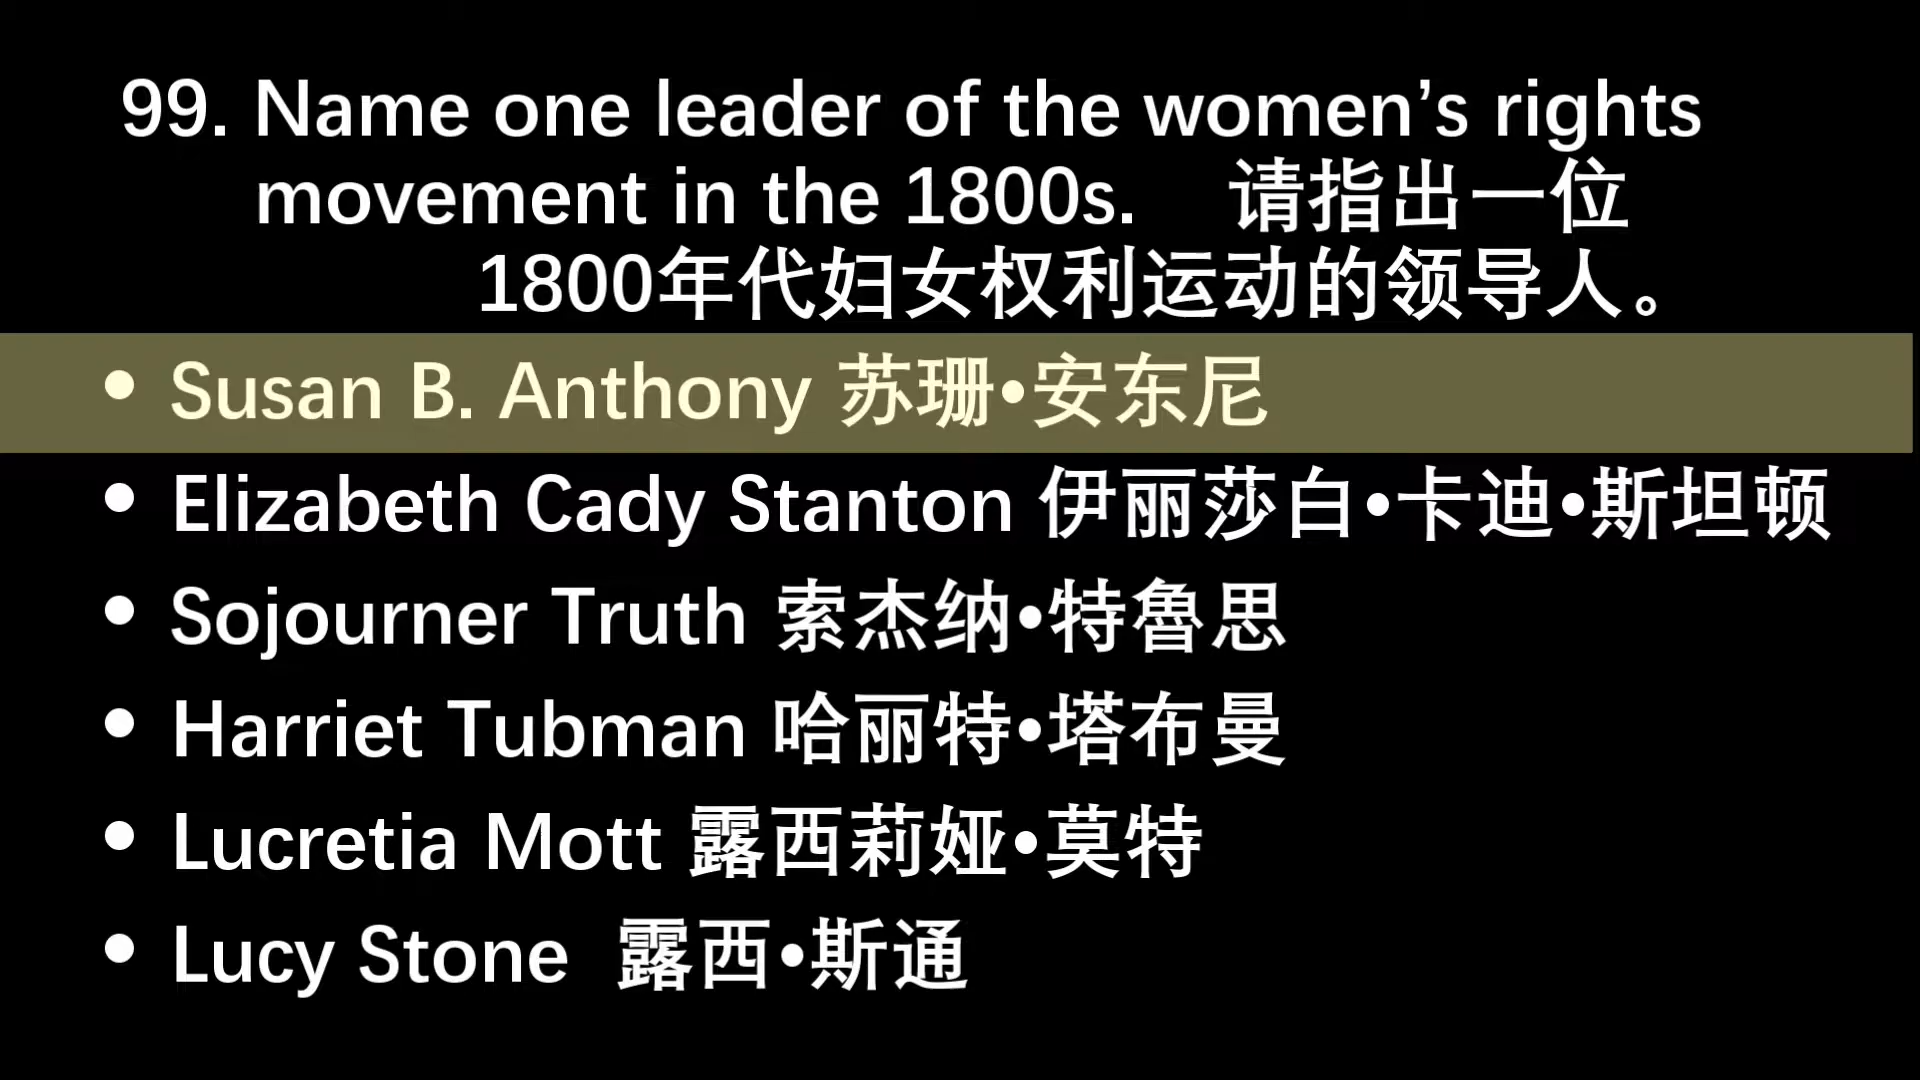 99. Name one leader of the women’s rights
movement in the 1800s. 请指出一位
1800年代妇女权利运动的领导人。
• Susan B. Anthony 苏珊•安东尼
• Elizabeth Cady Stanton 伊丽莎白•卡迪•斯坦顿
• Sojourner Truth 索杰纳•特魯思
• Harriet Tubman 哈丽特•塔布曼
• Lucretia Mott 露西莉娅•莫特
• Lucy Stone 露西•斯通